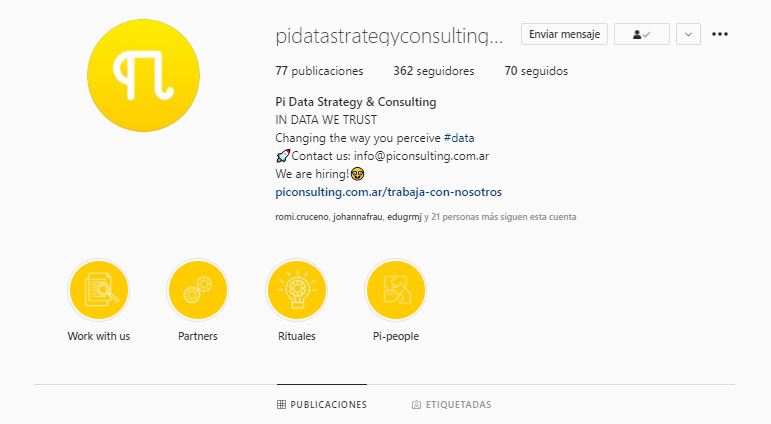 pidatastrategyconsulting...
Enviar mensaje
77 publicaciones 362 seguidores 70 seguidos
Pi Data Strategy & Consulting
IN DATA WE TRUST
Changing the way you perceive #data
🚀Contact us: info@piconsulting.com.ar
We are hiring!🤓
piconsulting.com.ar/trabaja-con-nosotros
romi.cruceno, johannafrau, edugrmj y 21 personas más siguen esta cuenta
Work with us Partners Rituales Pi-people
PUBLICACIONES ETIQUETADAS